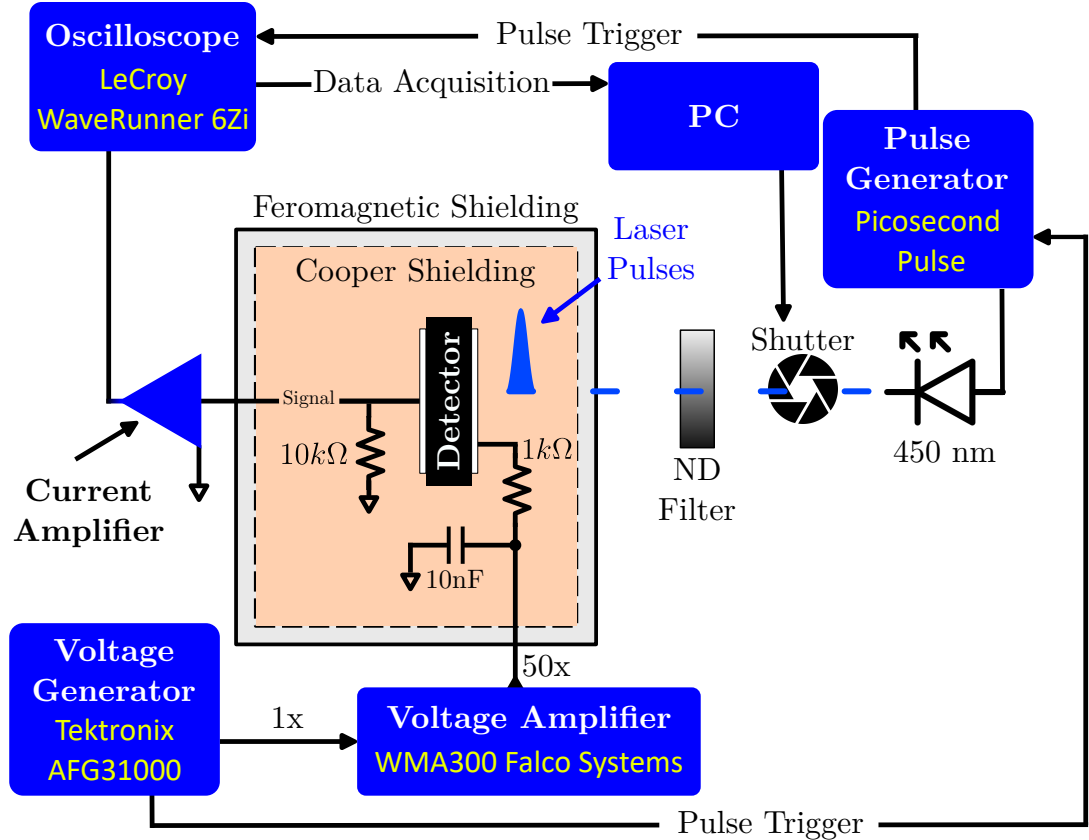 Oscilloscope
LeCroy
WaveRunner 6Zi
Pulse Trigger
Data Acquisition
PC
Pulse
Generator
Picosecond
Pulse
Feromagnetic Shielding
Cooper Shielding
Laser
Pulses
Shutter
Detector
Signal
10kΩ
1kΩ
10nF
ND
Filter
450 nm
Current
Amplifier
50x
Voltage
Generator
Tektronix
AFG31000
1x
Voltage Amplifier
WMA300 Falco Systems
Pulse Trigger